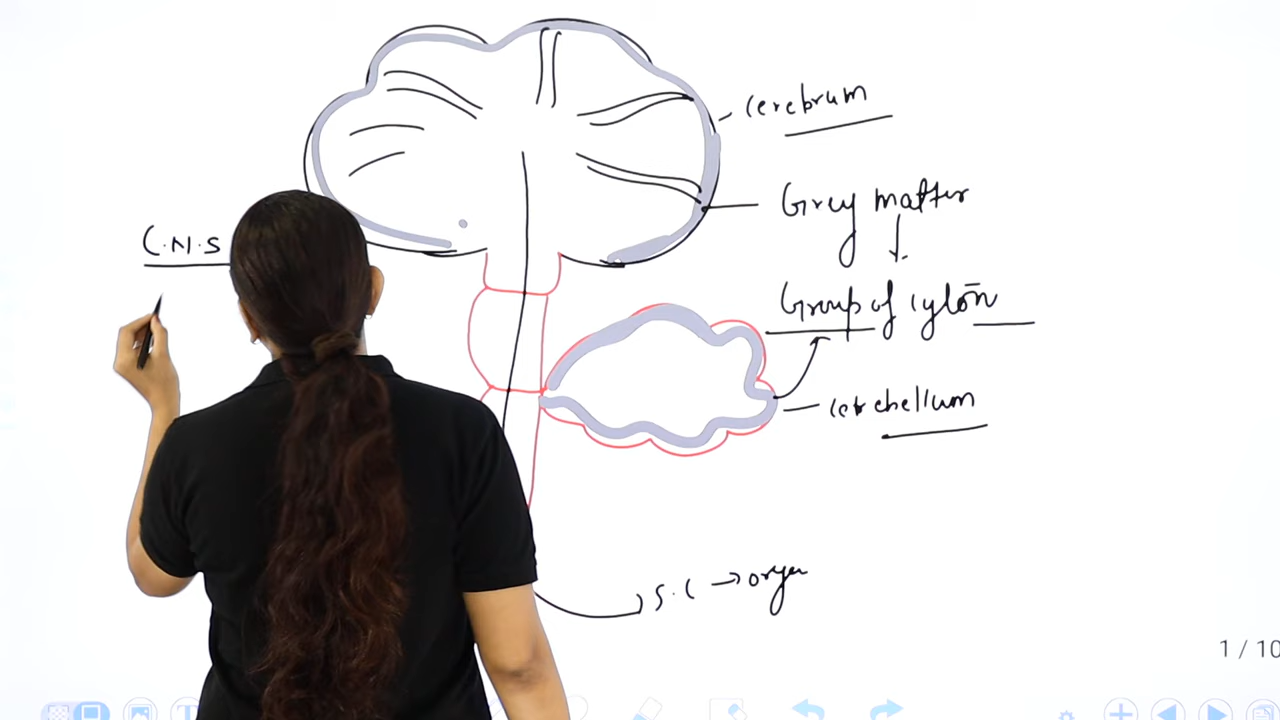 cerebrum
Grey matter
C.N.S
Group of cyton
cerebellum
S.C → organ
1 / 10